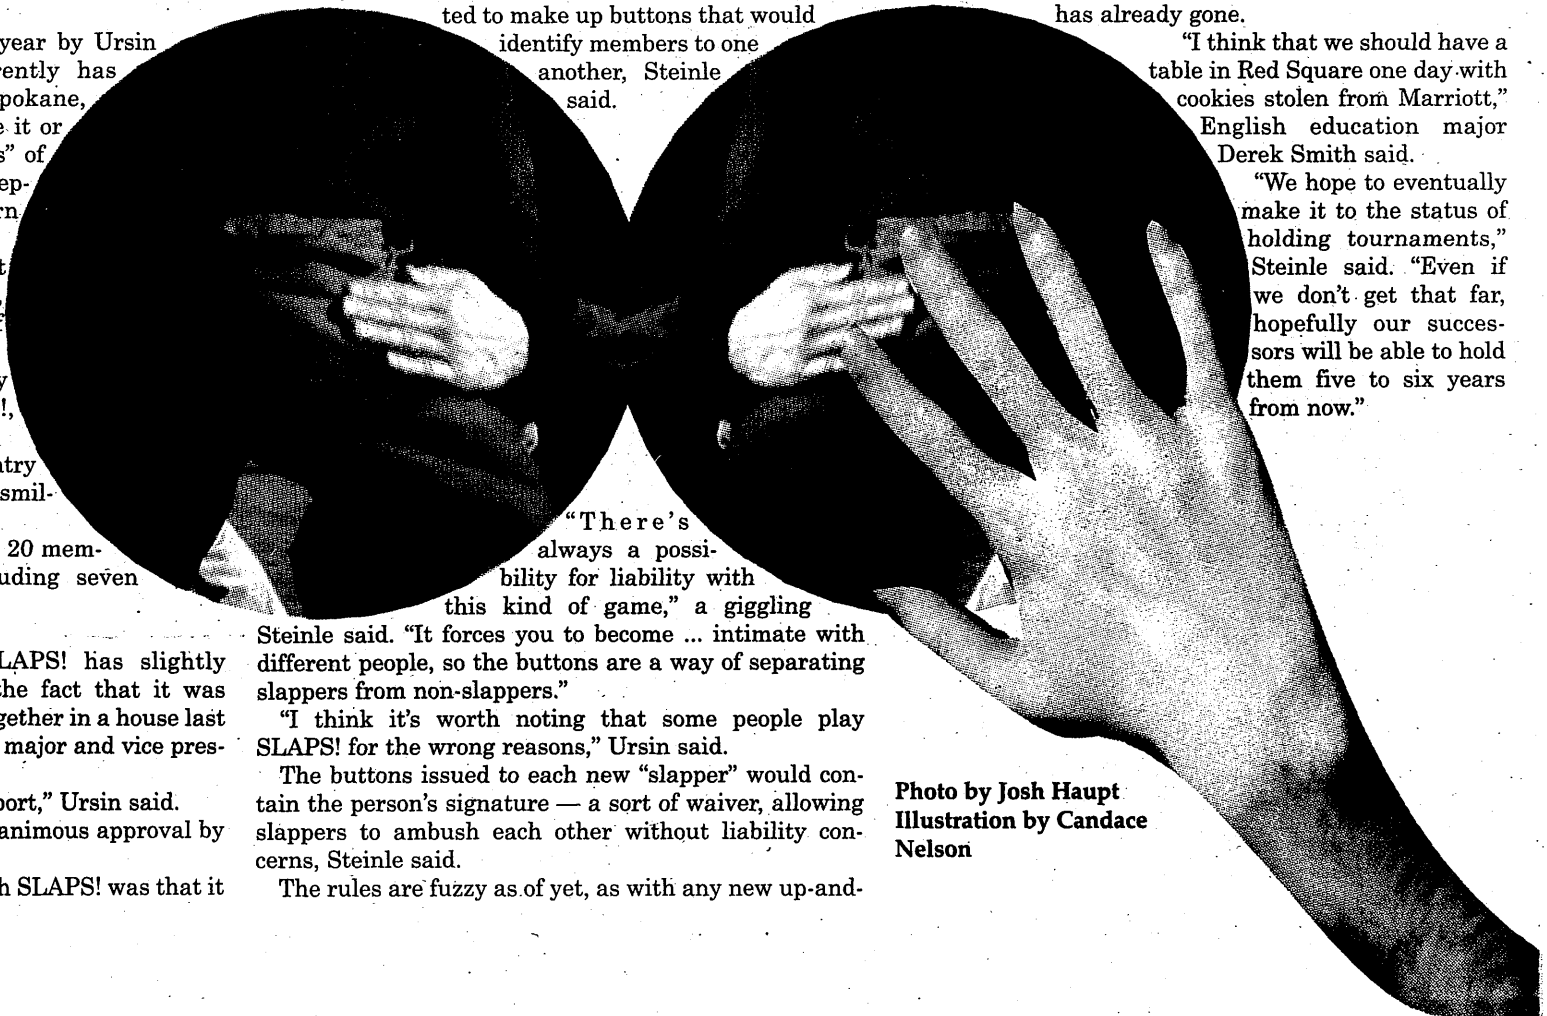 year by Ursin
ently has
pokane,
it or
s” of
ep-
rn
t
y
!,
try
smil-
20 mem-
uding seven
LAPS! has slightly
he fact that it was
gether in a house last
major and vice pres-
ort,” Ursin said.
animous approval by
h SLAPS! was that it
ted to make up buttons that would
identify members to one
another, Steinle
said.
“There’s
always a possi-
bility for liability with
this kind of game,” a giggling
Steinle said. “It forces you to become ... intimate with
different people, so the buttons are a way of separating
slappers from non-slappers.”
“I think it’s worth noting that some people play
SLAPS! for the wrong reasons,” Ursin said.
The buttons issued to each new “slapper” would con-
tain the person’s signature — a sort of waiver, allowing
slappers to ambush each other without liability con-
cerns, Steinle said.
The rules are fuzzy as of yet, as with any new up-and-
has already gone.
“I think that we should have a
table in Red Square one day with
cookies stolen from Marriott,”
English education major
Derek Smith said.
“We hope to eventually
make it to the status of
holding tournaments,”
Steinle said. “Even if
we don’t get that far,
hopefully our succes-
sors will be able to hold
them five to six years
from now.”
Photo by Josh Haupt
Illustration by Candace
Nelson